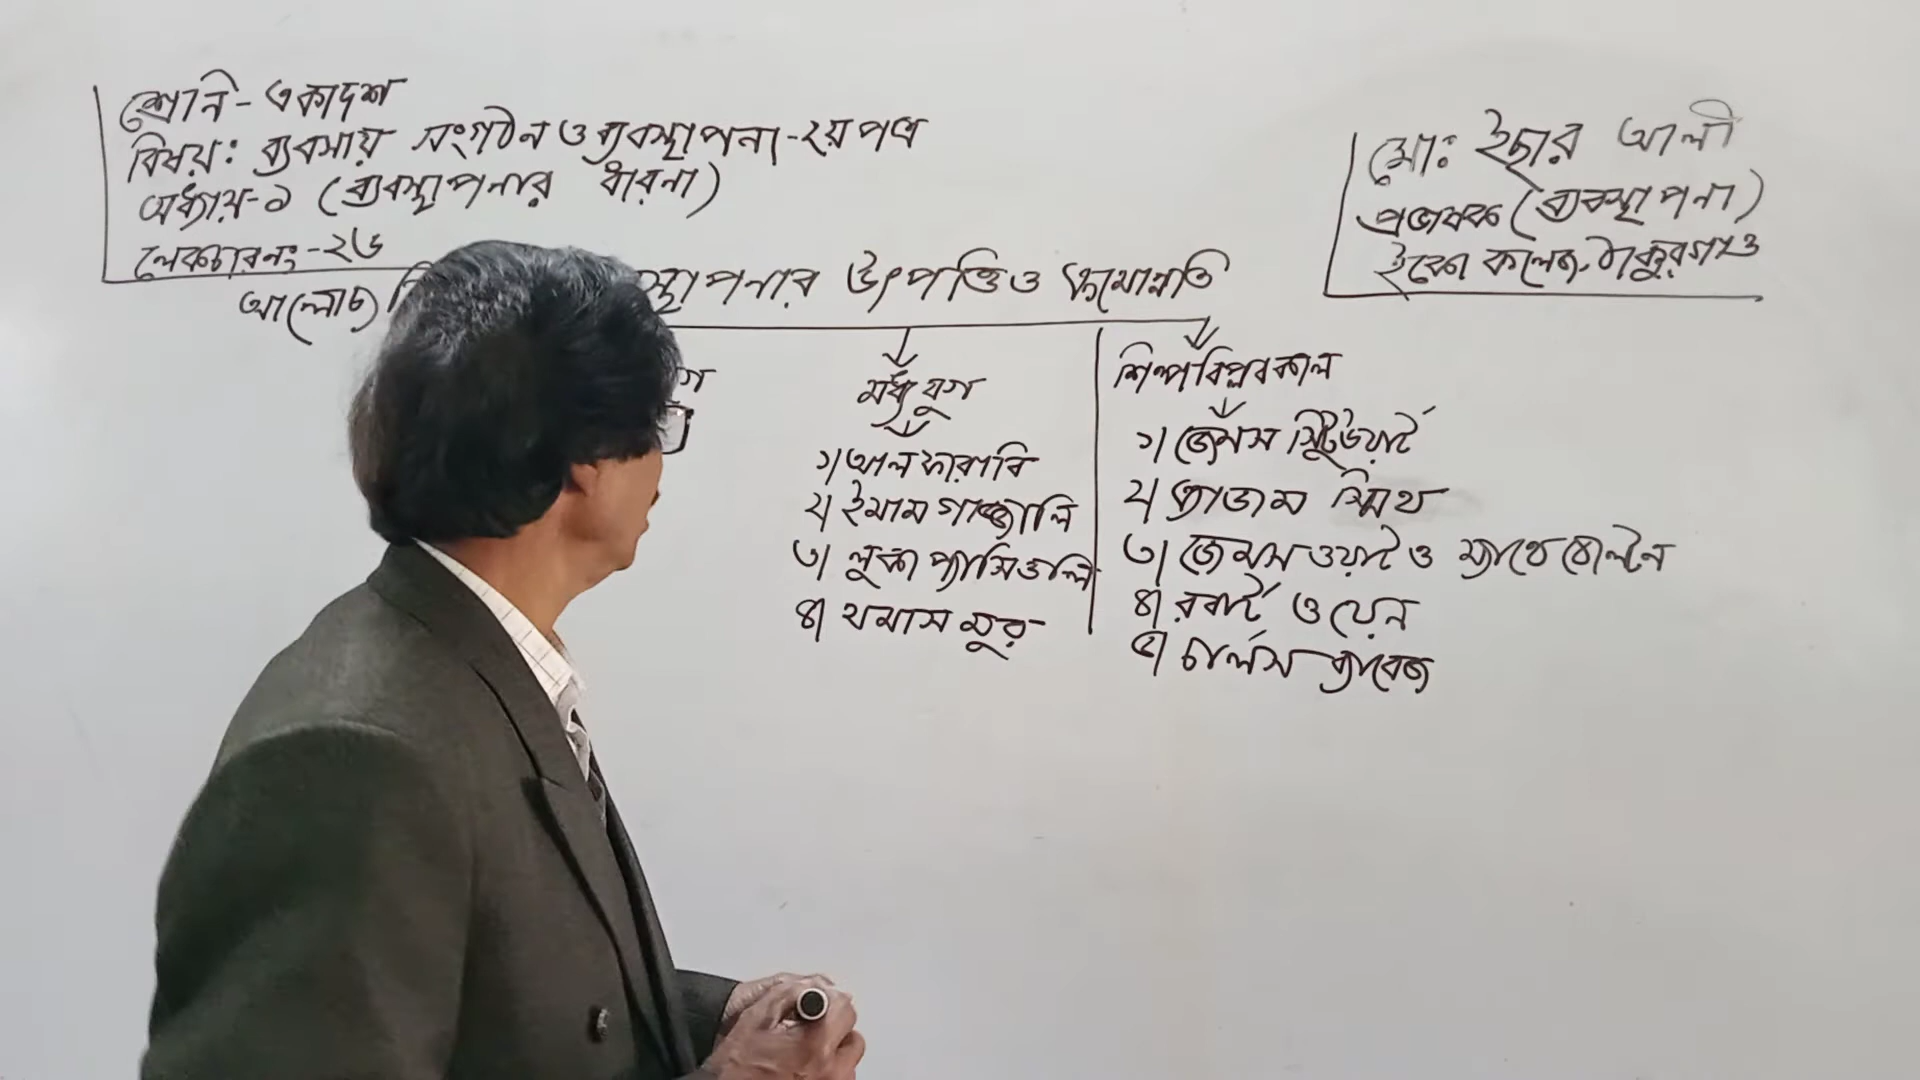 শ্রেনি - একাদশ
বিষয়ঃ ব্যবসায় সংগঠন ও ব্যবস্থাপনা - ২য় পত্র
অধ্যায়-১ (ব্যবস্থাপনার ধারনা)
লেকচার নং -২৬
মোঃ ইছার আলী
প্রভাষক (ব্যবস্থাপনা)
ইকো কলেজ, ঠাকুরগাও
আলোচ্য স্থাপনার উৎপত্তি ও ক্রমোন্নতি
গ
মধ্য যুগ
১| আল ফারাবি
২| ইমাম গাজ্জালি
৩| লুকা প্যাসিওলি
৪| থমাস মুর
শিল্প বিপ্লব কাল
১| জেমস স্টিউয়ার্ট
২| এ্যাডাম স্মিথ
৩| জেমস ওয়াট ও ম্যাথে বোল্টন
৪| রবার্ট ওয়েন
৫| চার্লস ব্যাবেজ